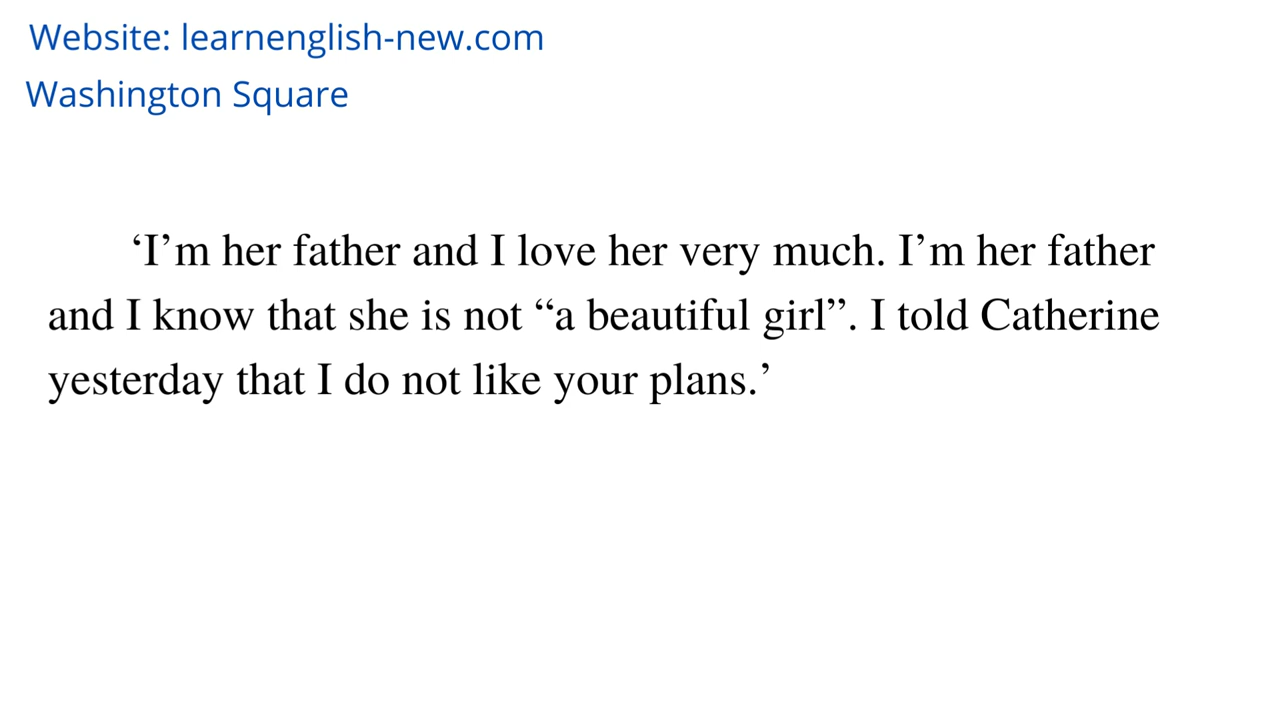 Website: learnenglish-new.com
Washington Square
‘I’m her father and I love her very much. I’m her father
and I know that she is not “a beautiful girl”. I told Catherine
yesterday that I do not like your plans.’